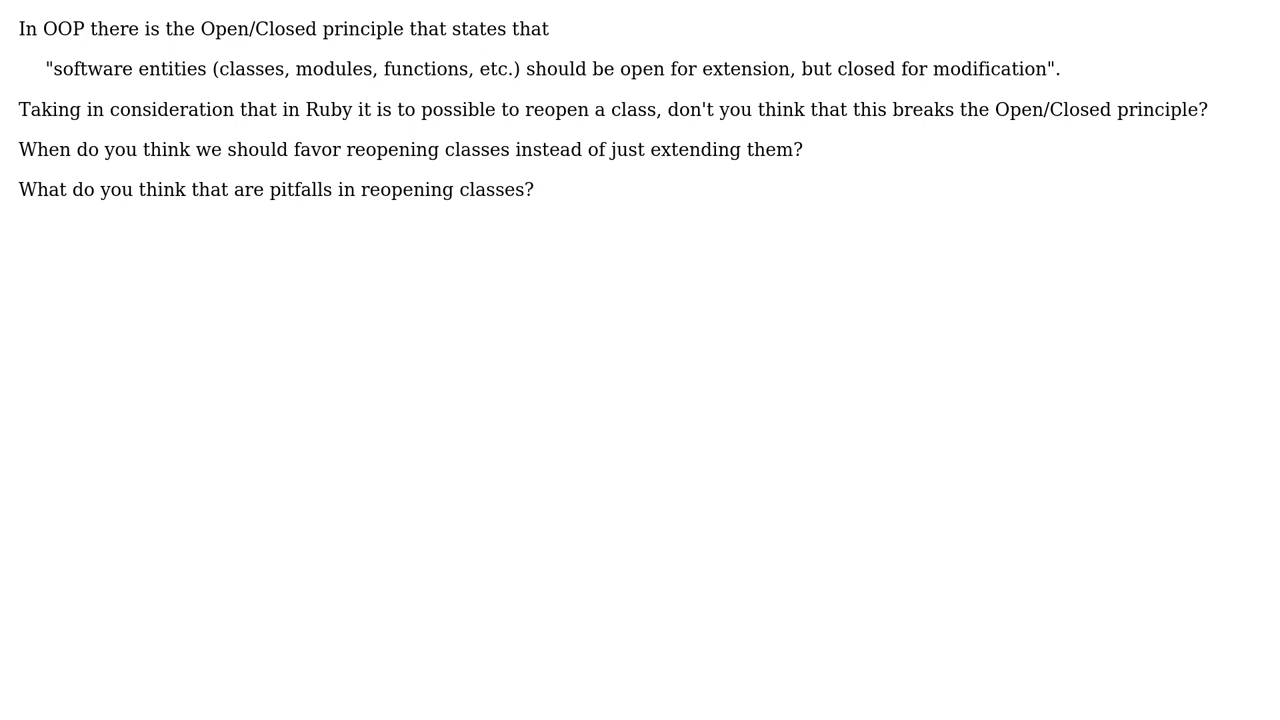 In OOP there is the Open/Closed principle that states that
"software entities (classes, modules, functions, etc.) should be open for extension, but closed for modification".
Taking in consideration that in Ruby it is to possible to reopen a class, don't you think that this breaks the Open/Closed principle?
When do you think we should favor reopening classes instead of just extending them?
What do you think that are pitfalls in reopening classes?